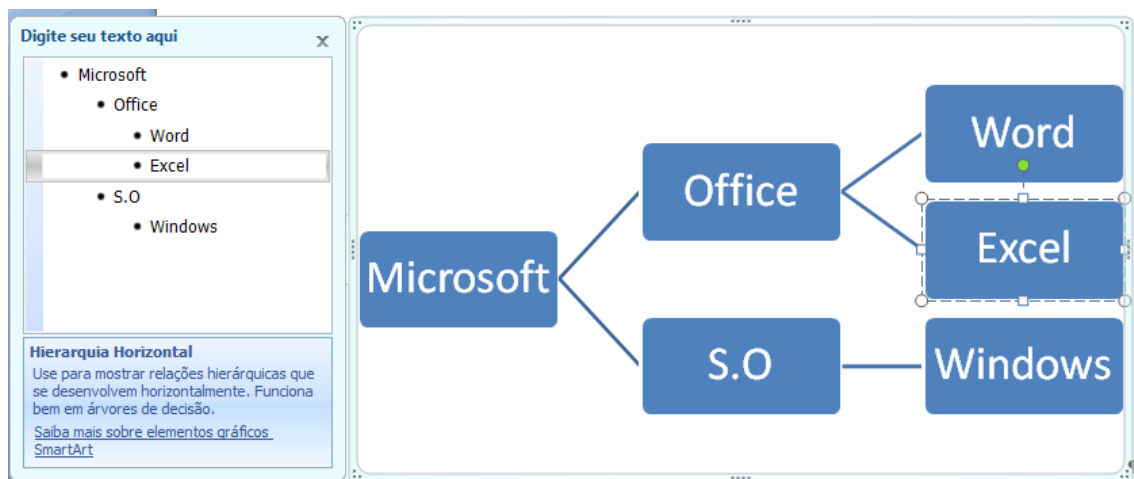 Digite seu texto aqui
x
• Microsoft
• Office
• Word
• Excel
• S.O
• Windows
Hierarquia Horizontal
Use para mostrar relações hierárquicas que
se desenvolvem horizontalmente. Funciona
bem em árvores de decisão.
Saiba mais sobre elementos gráficos
SmartArt
Microsoft
Office
Word
Excel
S.O
Windows